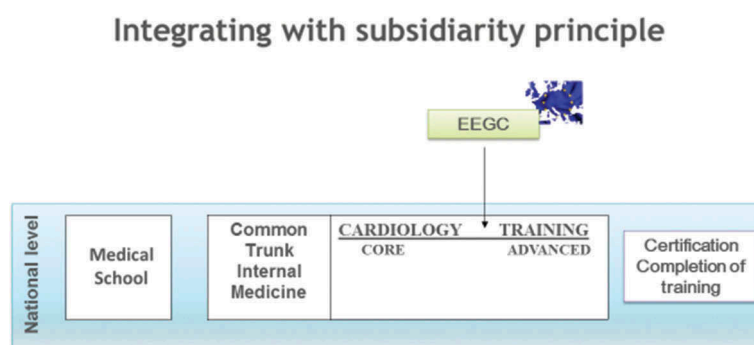 Integrating with subsidiarity principle
EEGC
National level
Medical
School
Common
Trunk
Internal
Medicine
CARDIOLOGY TRAINING
CORE ADVANCED
Certification
Completion of
training